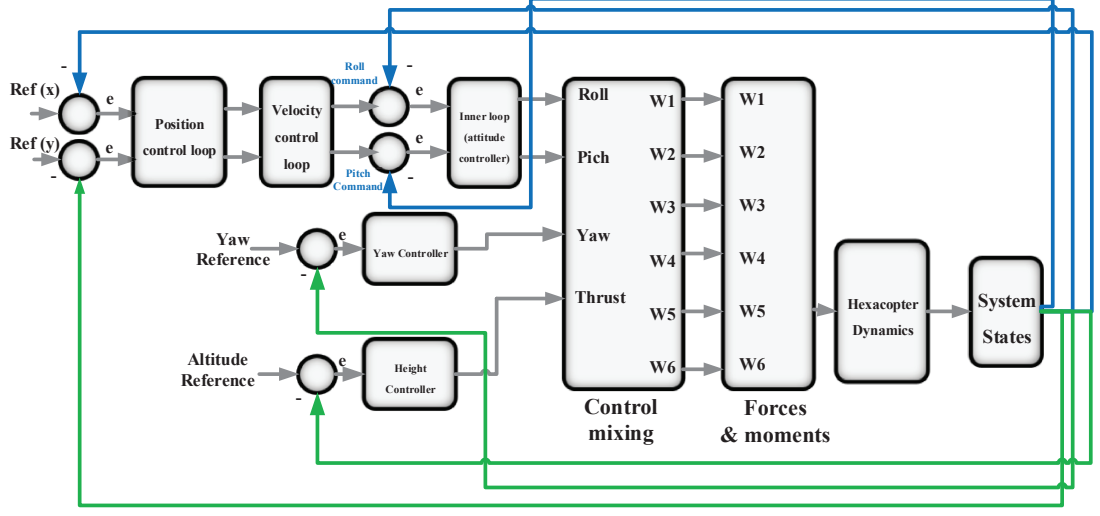 -
Ref (x)
e
Ref (y)
e
-
Position
control loop
Velocity
control
loop
Roll
command
-
e
e
-
Pitch
Command
Inner loop
(attitude
controller)
Roll
Pich
Yaw
Thrust
W1
W2
W3
W4
W5
W6
Control
mixing
W1
W2
W3
W4
W5
W6
Forces
& moments
Hexacopter
Dynamics
System
States
Yaw
Reference
e
-
Yaw Controller
Altitude
Reference
e
-
Height
Controller